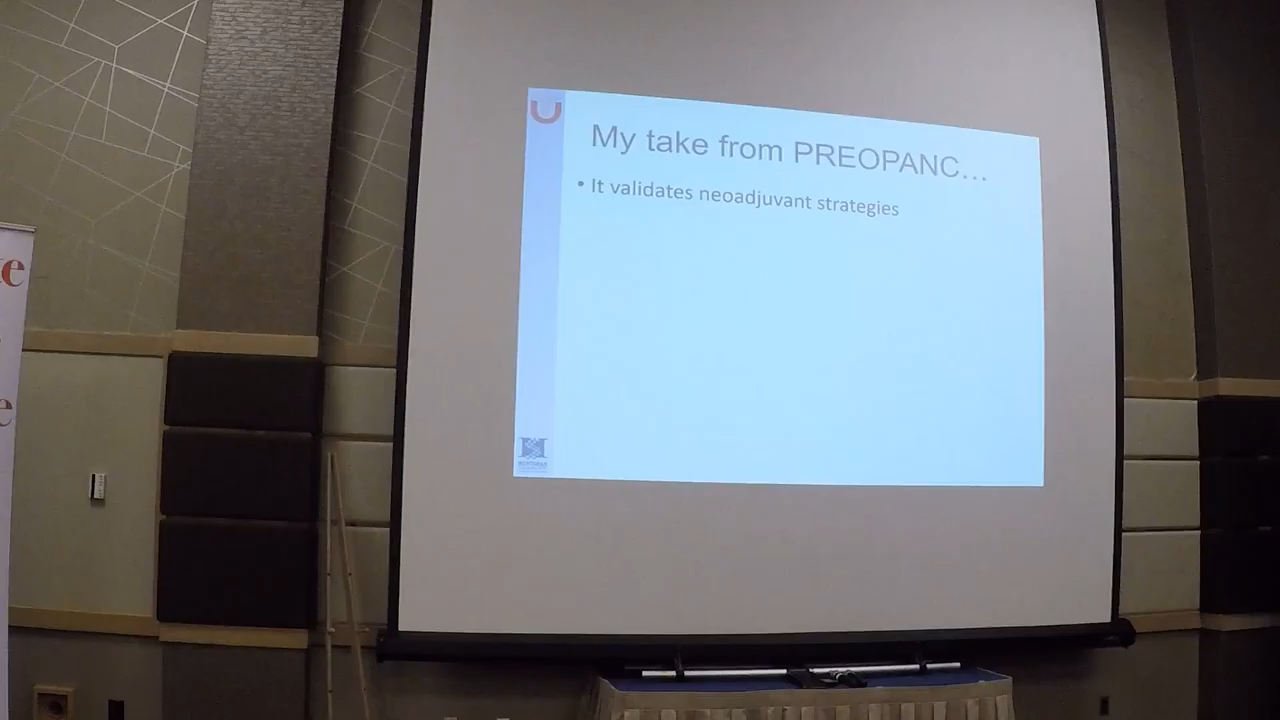 My take from PREOPANC...
• It validates neoadjuvant strategies